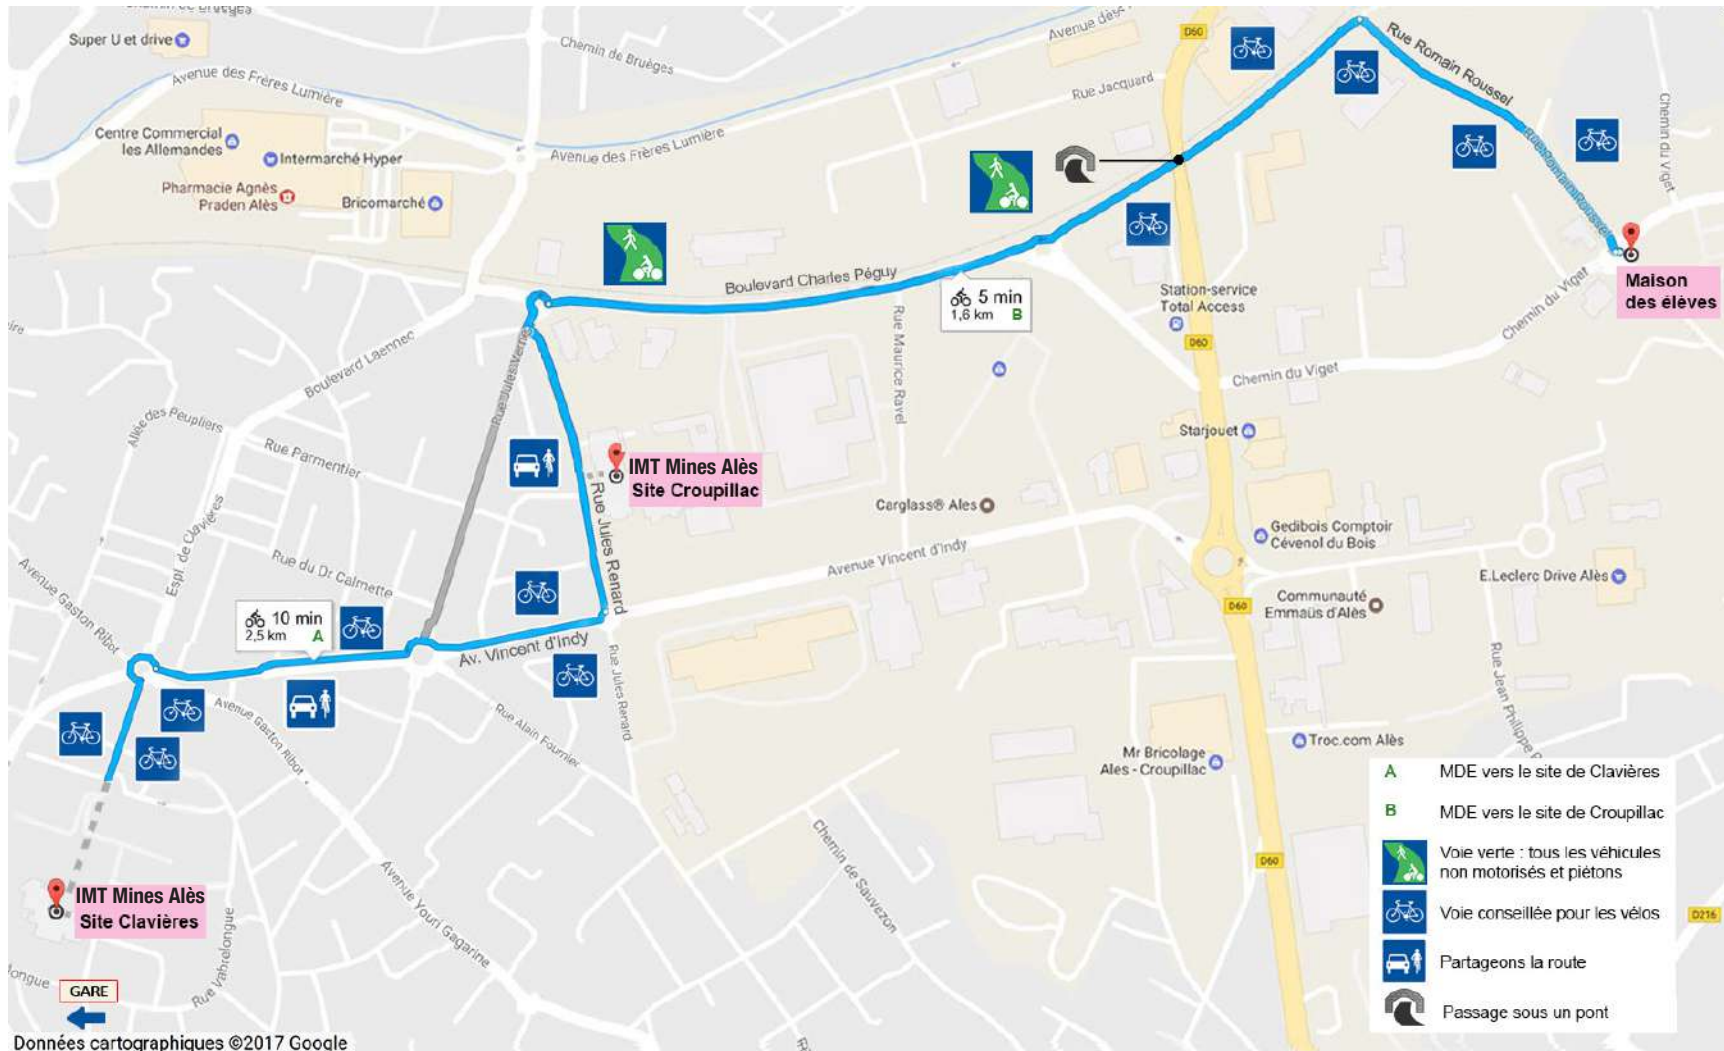 Super U et drive
Chemin de Bruèges
Avenue des Frères Lumière
Centre Commercial
les Allemandes
Intermarché Hyper
Pharmacie Agnès
Praden Alès
Bricomarché
Avenue des Frères Lumière
Rue Jacquard
D60
Rue Romain Roussel
Rue Romain Roussel
Chemin du Viget
Maison
des élèves
Chemin du Viget
Boulevard Charles Péguy
5 min
1,6 km B
Station-service
Total Access
D60
Chemin du Viget
Rue Maurice Ravel
Boulevard Laennec
Rue Jules Verne
Allée des Peupliers
Rue Parmentier
Starjouet
IMT Mines Alès
Site Croupillac
Rue Jules Renard
Carglass® Ales
Gedibois Comptoir
Cévenol du Bois
Avenue Vincent d'Indy
Espl. de Clavières
Rue du Dr Calmette
Avenue Gaston Ribot
E.Leclerc Drive Alès
Communauté
Emmaüs d'Alès
D60
10 min
2,5 km A
Av. Vincent d'Indy
Rue Jules Renard
Rue Jean Philippe
Avenue Gaston Ribot
Rue Alain Fournier
Mr Bricolage
Ales - Croupillac
Troc.com Alès
Chemin de Sauvezon
Avenue Youri Gagarine
D60
IMT Mines Alès
Site Clavières
Rue Vabrelongue
GARE
A MDE vers le site de Clavières
B MDE vers le site de Croupillac
Voie verte : tous les véhicules
non motorisés et piétons
Voie conseillée pour les vélos
D216
Partageons la route
Passage sous un pont
Données cartographiques ©2017 Google